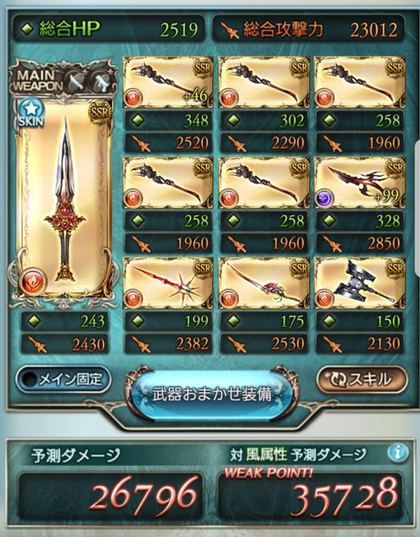 総合HP 2519 総合攻撃力 23012
MAIN WEAPON
SKIN
SSR
SSR +46 SSR SSR
348 302 258
2520 2290 1960
SSR SSR SSR +99
258 258 328
1960 1960 2850
SSR SSR SSR
243 199 175 150
2430 2382 2530 2130
メイン固定 武器おまかせ装備 スキル
予測ダメージ 対 風属性 予測ダメージ
WEAK POINT!
26796 35728